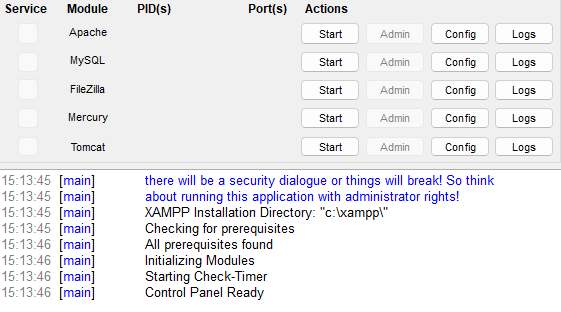 Service Module PID(s) Port(s) Actions
Apache Start Admin Config Logs
MySQL Start Admin Config Logs
FileZilla Start Admin Config Logs
Mercury Start Admin Config Logs
Tomcat Start Admin Config Logs
15:13:45 [main] there will be a security dialogue or things will break! So think
15:13:45 [main] about running this application with administrator rights!
15:13:45 [main] XAMPP Installation Directory: "c:\xampp\"
15:13:45 [main] Checking for prerequisites
15:13:46 [main] All prerequisites found
15:13:46 [main] Initializing Modules
15:13:46 [main] Starting Check-Timer
15:13:46 [main] Control Panel Ready